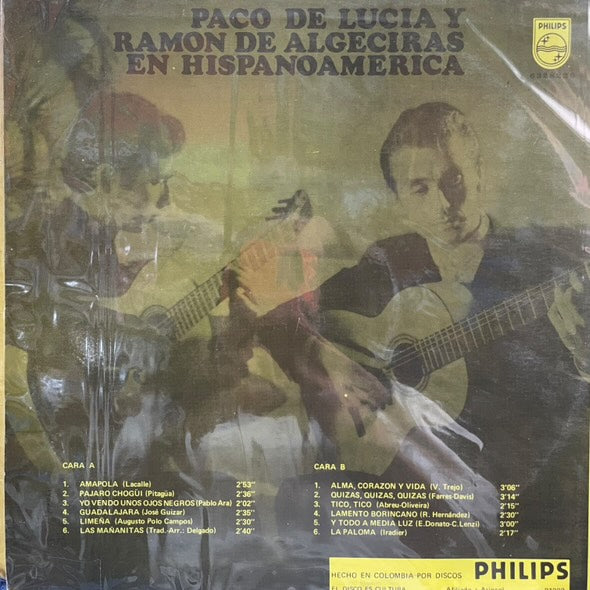 PACO DE LUCIA Y
RAMON DE ALGECIRAS
EN HISPANOAMERICA
PHILIPS
6328226
CARA A
1. AMAPOLA (Lacalle) 2'53"
2. PAJARO CHOGÜI (Pitagüa) 2'36"
3. YO VENDO UNOS OJOS NEGROS (Pablo Ara) 2'02"
4. GUADALAJARA (José Guizar) 2'35"
5. LIMEÑA (Augusto Polo Campos) 2'30"
6. LAS MAÑANITAS (Trad.-Arr.: Delgado) 2'40"
CARA B
1. ALMA, CORAZON Y VIDA (V. Trejo) 3'06"
2. QUIZAS, QUIZAS, QUIZAS (Farres-Davis) 3'14"
3. TICO, TICO (Abreu-Oliveira) 2'15"
4. LAMENTO BORINCANO (R. Hernández) 2'30"
5. Y TODO A MEDIA LUZ (E. Donato-C. Lenzi) 3'00"
6. LA PALOMA (Iradier) 2'17"
HECHO EN COLOMBIA POR DISCOS PHILIPS
EL DISCO ES CULTURA